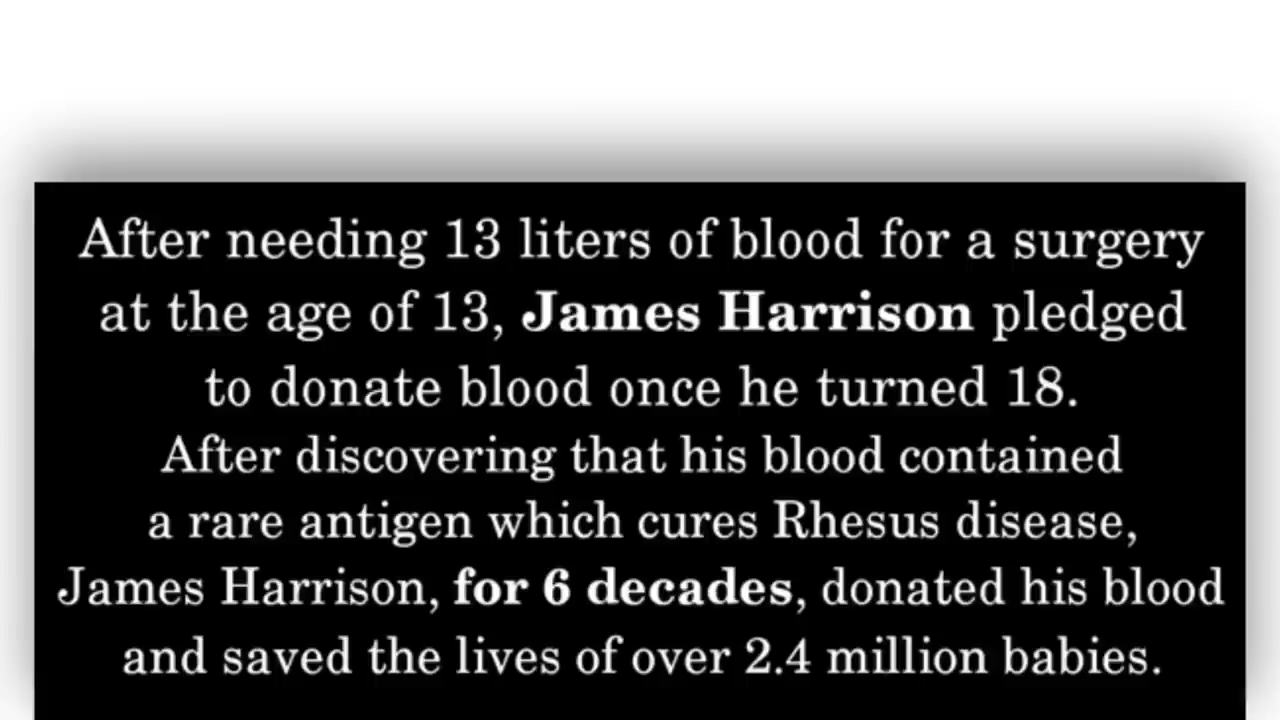 After needing 13 liters of blood for a surgery
at the age of 13, James Harrison pledged
to donate blood once he turned 18.
After discovering that his blood contained
a rare antigen which cures Rhesus disease,
James Harrison, for 6 decades, donated his blood
and saved the lives of over 2.4 million babies.